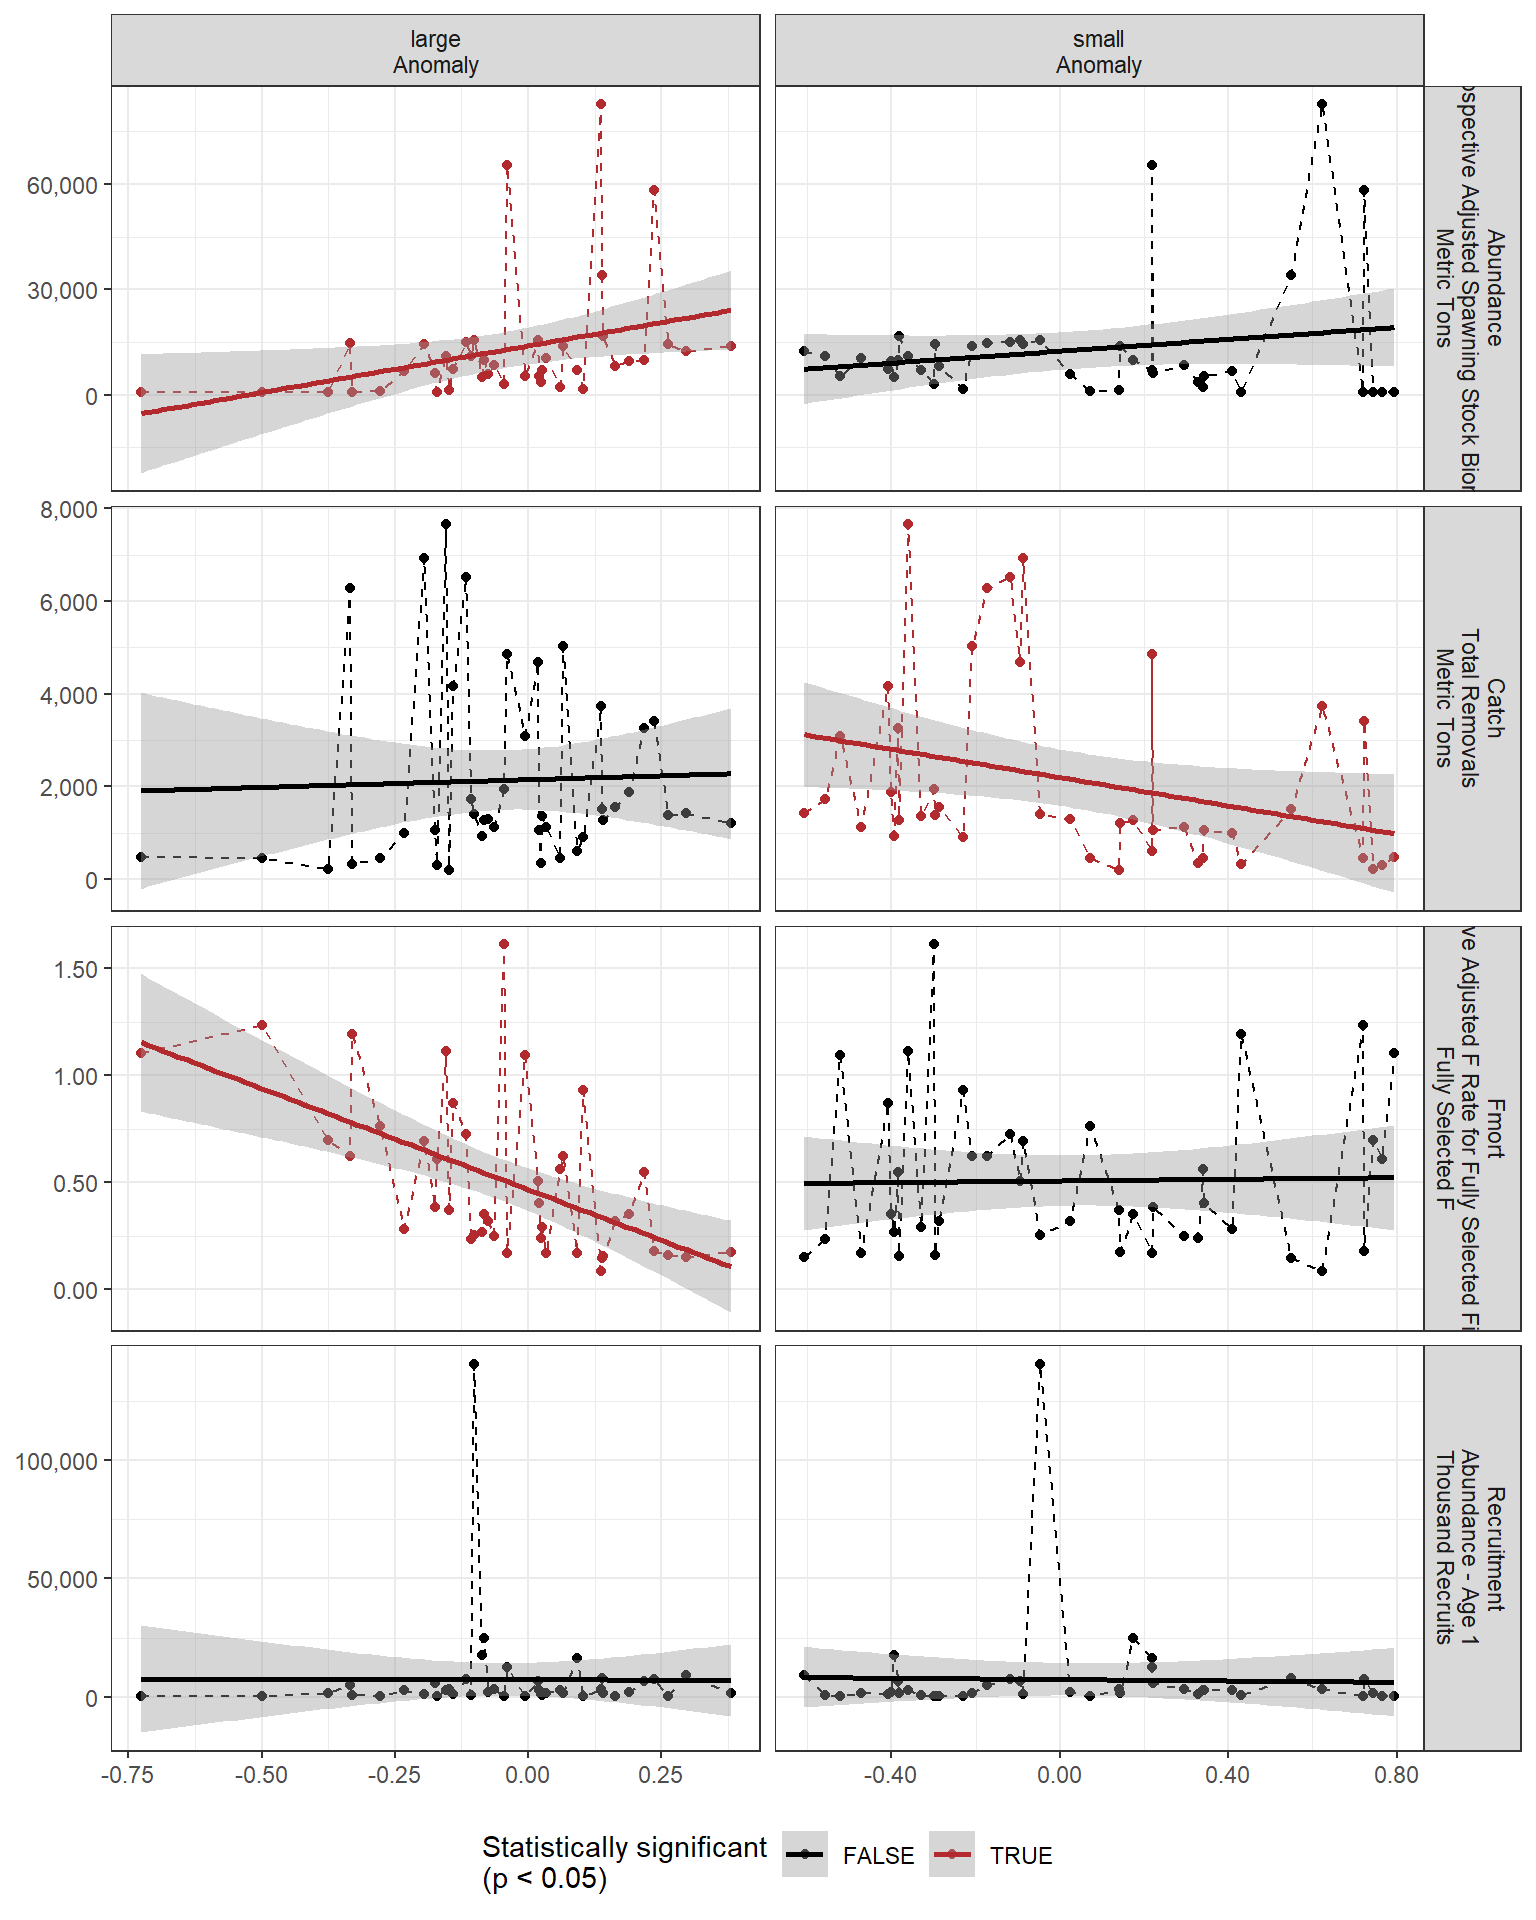 large
Anomaly
small
Anomaly
60,000
30,000
0
Abundance
Adjusted Spawning Stock
Metric Tons
8,000
6,000
4,000
2,000
0
Catch
Total Removals
Metric Tons
1.50
1.00
0.50
0.00
Fmort
Adjusted F Rate for Fully Selected
Fully Selected F
100,000
50,000
0
Recruitment
Abundance - Age 1
Thousand Recruits
-0.75
-0.50
-0.25
0.00
0.25
-0.40
0.00
0.40
0.80
Statistically significant
(p < 0.05)
FALSE
TRUE